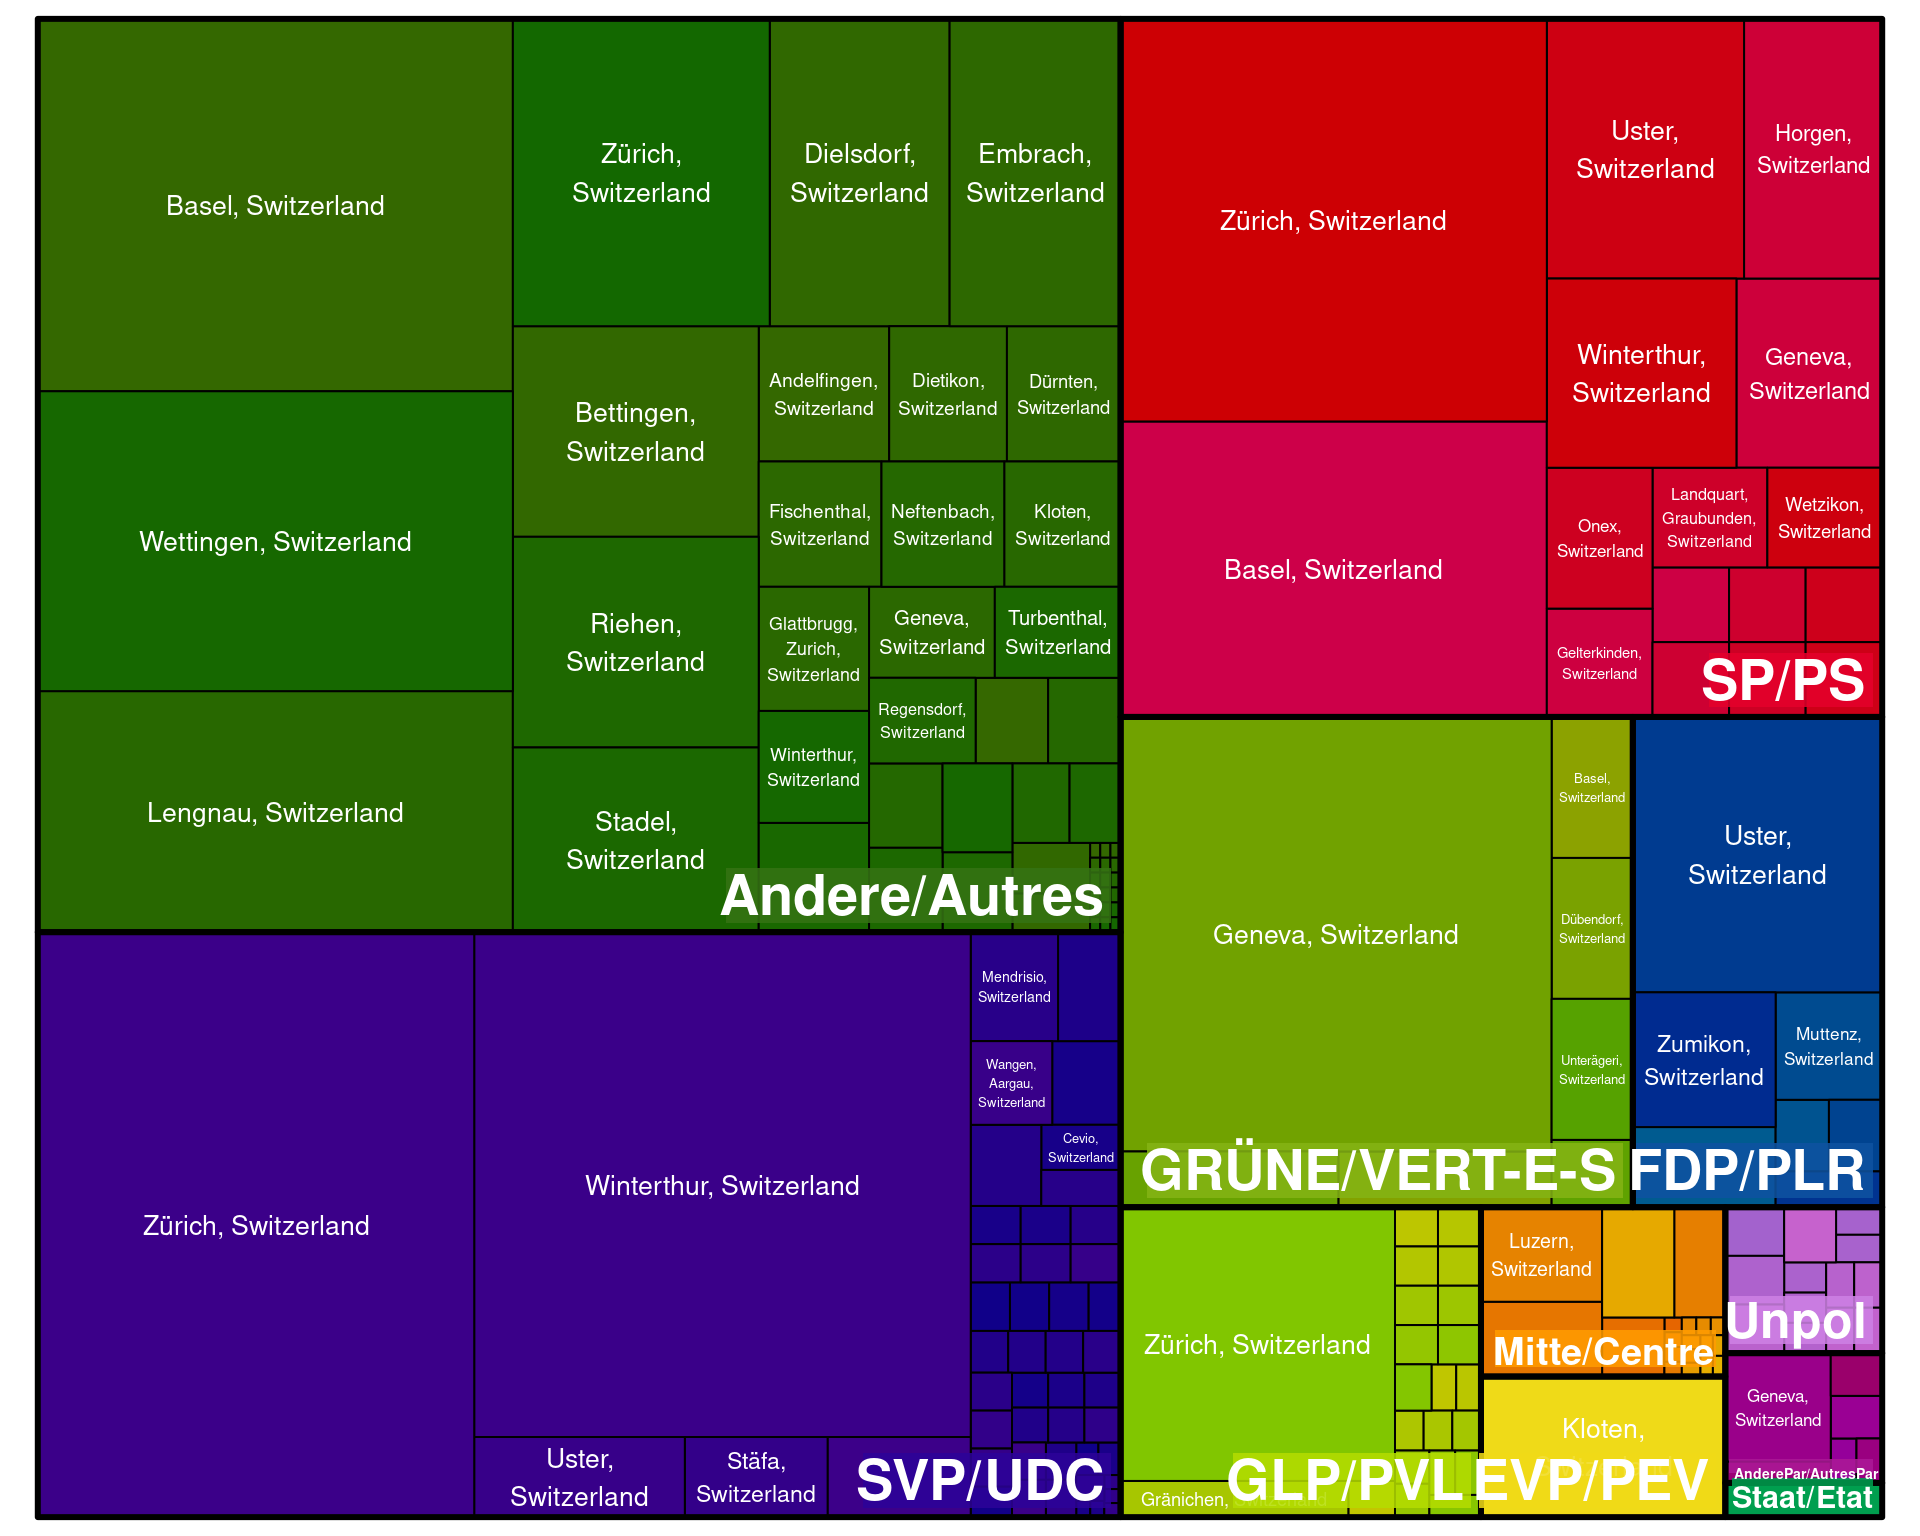 Basel, Switzerland
Wettingen, Switzerland
Lengnau, Switzerland
Zürich,
Switzerland
Dielsdorf,
Switzerland
Embrach,
Switzerland
Bettingen,
Switzerland
Riehen,
Switzerland
Stadel,
Switzerland
Andelfingen,
Switzerland
Dietikon,
Switzerland
Dürnten,
Switzerland
Fischenthal,
Switzerland
Neftenbach,
Switzerland
Kloten,
Switzerland
Glattbrugg,
Zurich,
Switzerland
Geneva,
Switzerland
Turbenthal,
Switzerland
Regensdorf,
Switzerland
Winterthur,
Switzerland
Andere/Autres
Zürich, Switzerland
Basel, Switzerland
Uster,
Switzerland
Horgen,
Switzerland
Winterthur,
Switzerland
Geneva,
Switzerland
Onex,
Switzerland
Landquart,
Graubunden,
Switzerland
Wetzikon,
Switzerland
Gelterkinden,
Switzerland
SP/PS
Zürich, Switzerland
Winterthur, Switzerland
Uster,
Switzerland
Stäfa,
Switzerland
Mendrisio,
Switzerland
Wangen,
Aargau,
Switzerland
Cevio,
Switzerland
SVP/UDC
Geneva, Switzerland
Basel,
Switzerland
Dübendorf,
Switzerland
Unterägeri,
Switzerland
GRÜNE/VERT-E-S
Uster,
Switzerland
Zumikon,
Switzerland
Muttenz,
Switzerland
FDP/PLR
Zürich, Switzerland
Gränichen, Switzerland
GLP/PVL
Luzern,
Switzerland
Mitte/Centre
Kloten,
EVP/PEV
Unpol
Geneva,
Switzerland
AnderePar/AutresPar
Staat/Etat